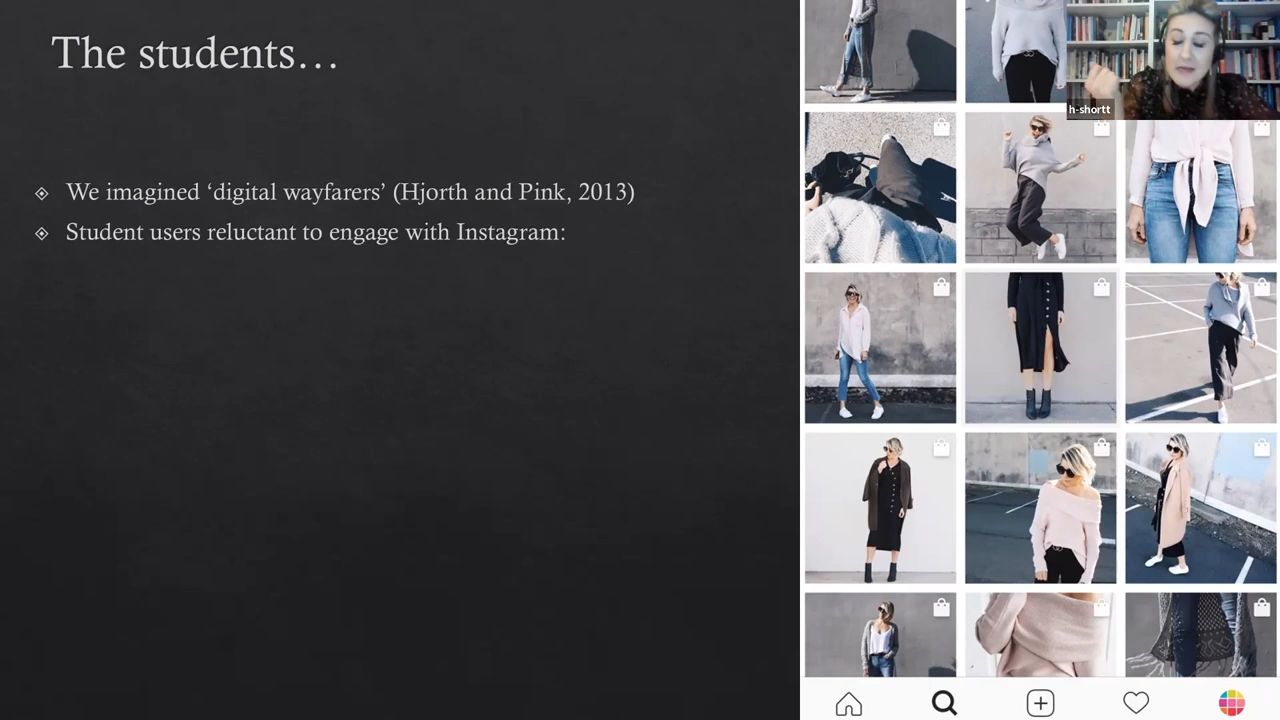 The students…
h-shortt
We imagined ‘digital wayfarers’ (Hjorth and Pink, 2013)
Student users reluctant to engage with Instagram: